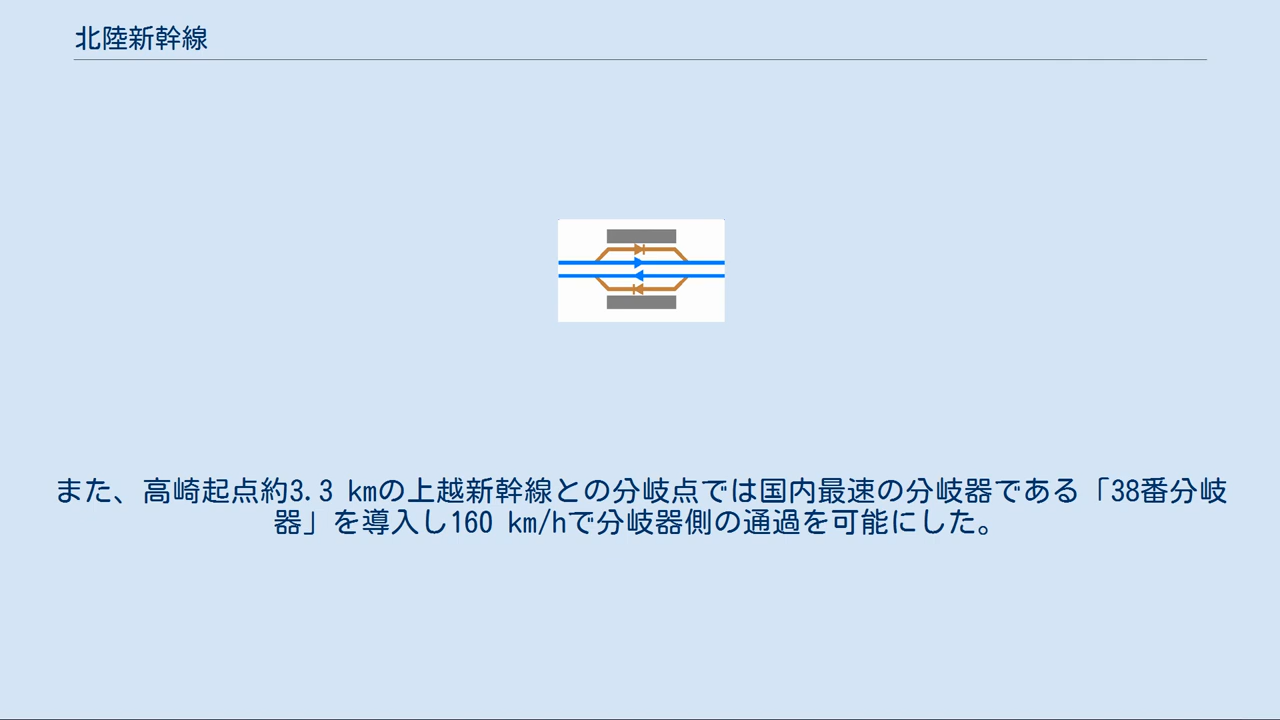 北陸新幹線
また、高崎起点約3.3 kmの上越新幹線との分岐点では国内最速の分岐器である「38番分岐
器」を導入し160 km/hで分岐器側の通過を可能にした。